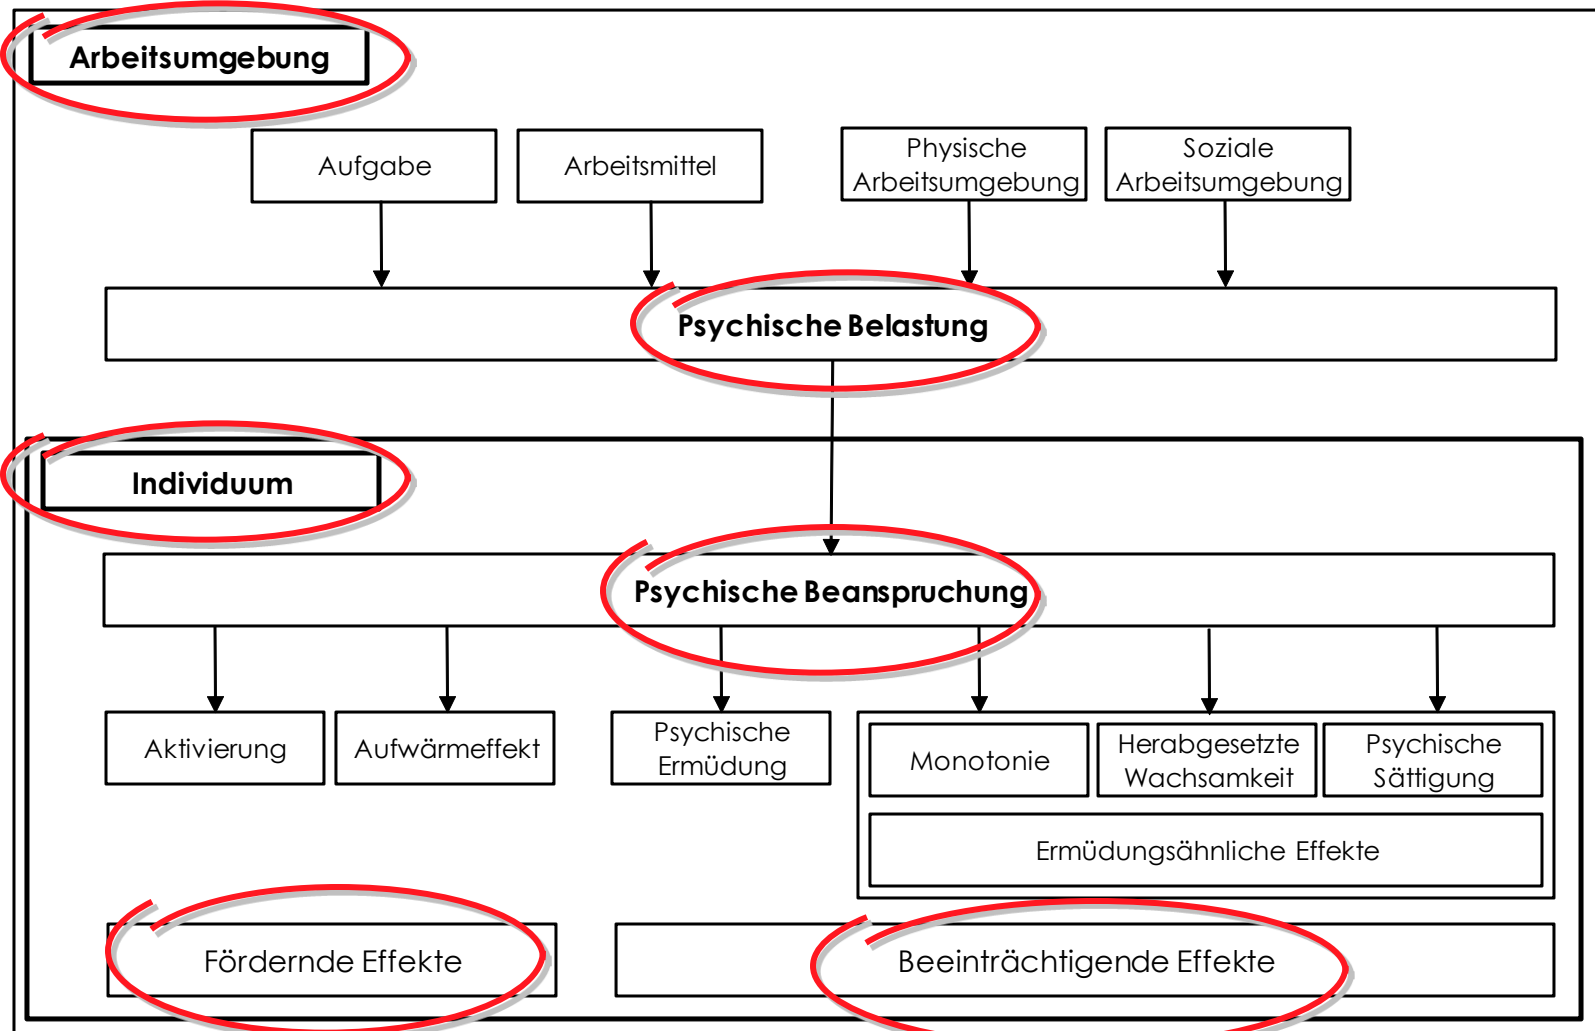 Arbeitsumgebung
Aufgabe
Arbeitsmittel
Physische
Arbeitsumgebung
Soziale
Arbeitsumgebung
Psychische Belastung
Individuum
Psychische Beanspruchung
Aktivierung
Aufwärmeffekt
Psychische
Ermüdung
Monotonie
Herabgesetzte
Wachsamkeit
Psychische
Sättigung
Ermüdungsähnliche Effekte
Fördernde Effekte
Beeinträchtigende Effekte